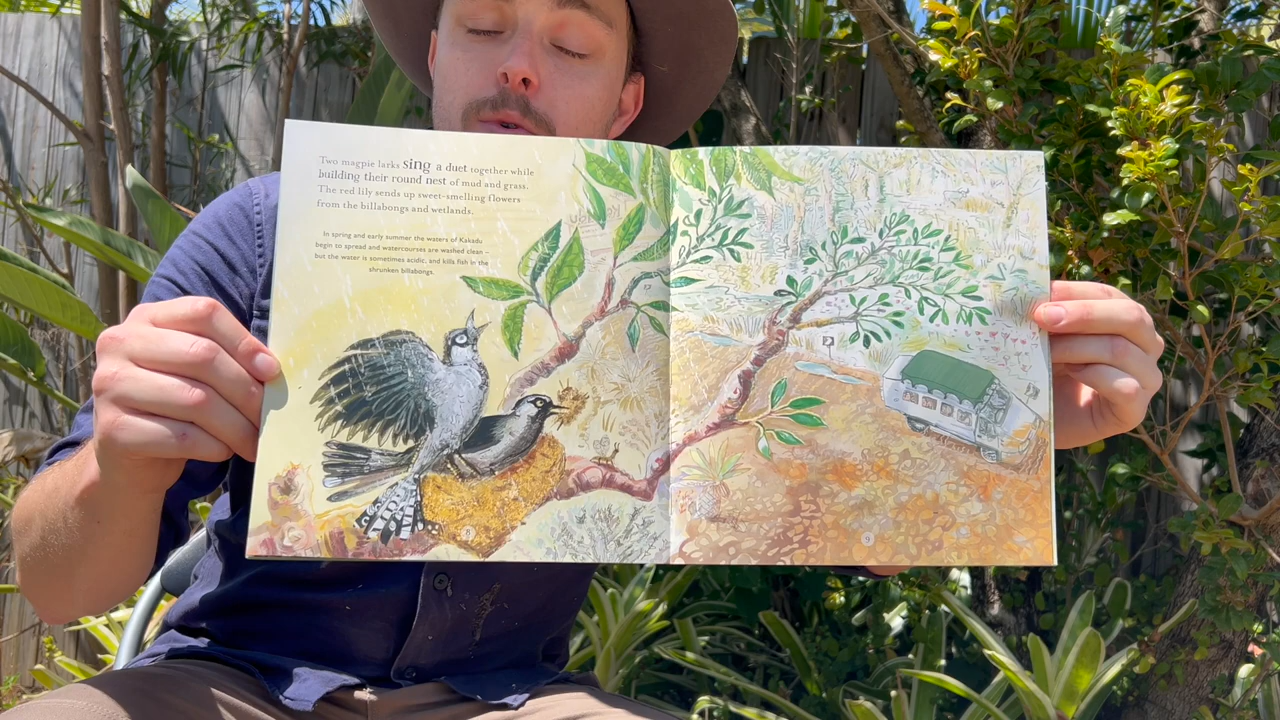 Two magpie larks sing a duet together while
building their round nest of mud and grass.
The red lily sends up sweet-smelling flowers
from the billabongs and wetlands.
In spring and early summer the waters of Kakadu
begin to spread and watercourses are washed clean –
but the water is sometimes acidic, and kills fish in the
shrunken billabongs.
8
9